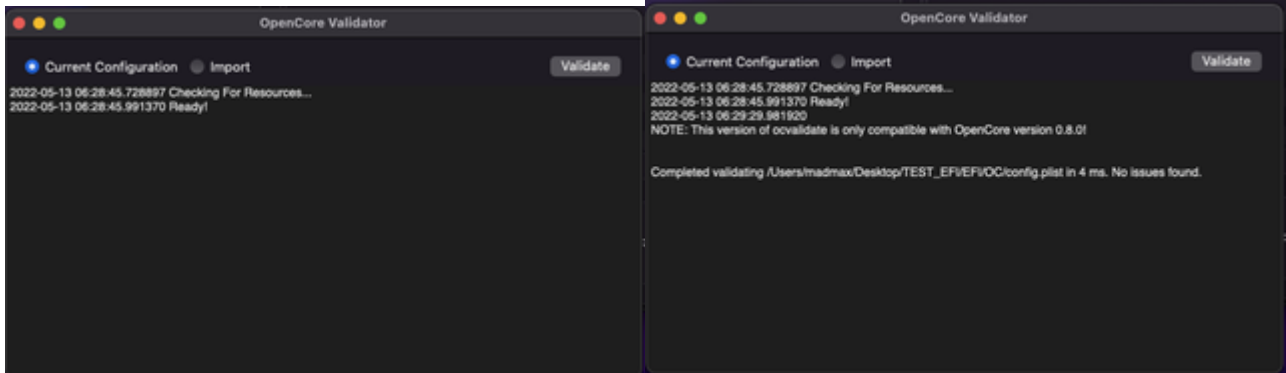 OpenCore Validator
Current Configuration Import Validate
2022-05-13 06:28:45.728897 Checking For Resources...
2022-05-13 06:28:45.991370 Ready!
OpenCore Validator
Current Configuration Import Validate
2022-05-13 06:28:45.728897 Checking For Resources...
2022-05-13 06:28:45.991370 Ready!
2022-05-13 06:29:29.981920
NOTE: This version of ocvalidate is only compatible with OpenCore version 0.8.0!
Completed validating /Users/madmax/Desktop/TEST_EFI/EFI/OC/config.plist in 4 ms. No issues found.